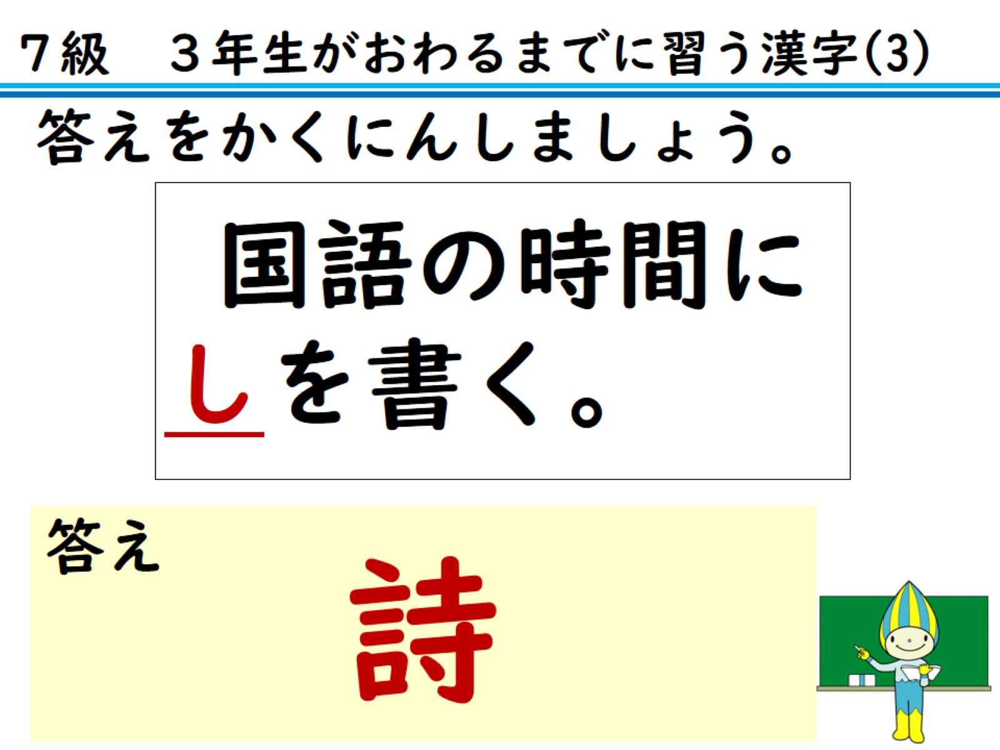 ７級　３年生がおわるまでに習う漢字(3)
答えをかくにんしましょう。
国語の時間に
しを書く。
答え
詩